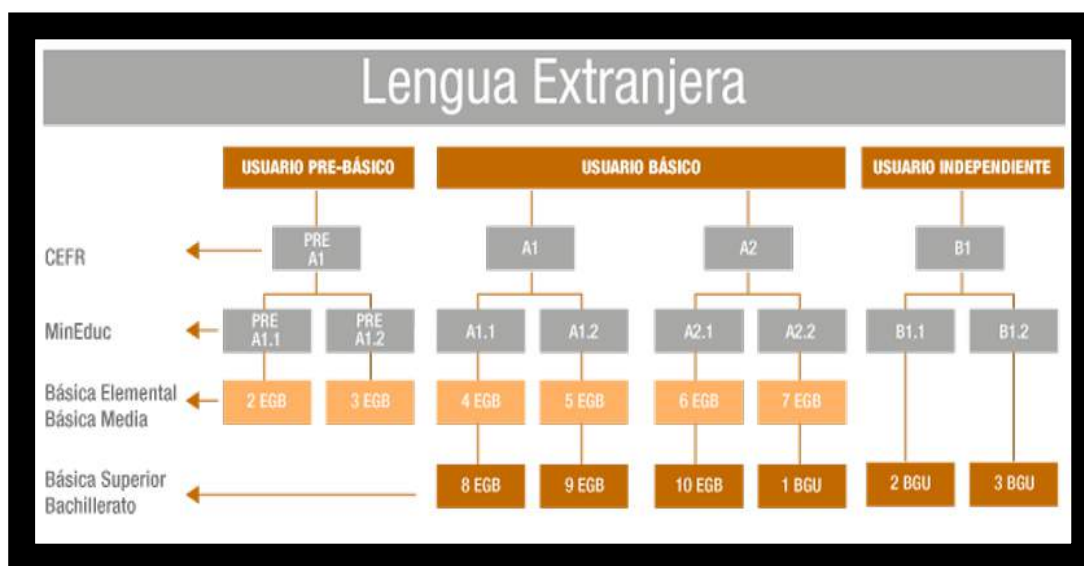 Lengua Extranjera
USUARIO PRE-BÁSICO
USUARIO BÁSICO
USUARIO INDEPENDIENTE
CEFR
PRE
A1
A1
A2
B1
MinEduc
PRE
A1.1
PRE
A1.2
A1.1
A1.2
A2.1
A2.2
B1.1
B1.2
Básica Elemental
Básica Media
2 EGB
3 EGB
4 EGB
5 EGB
6 EGB
7 EGB
Básica Superior
Bachillerato
8 EGB
9 EGB
10 EGB
1 BGU
2 BGU
3 BGU